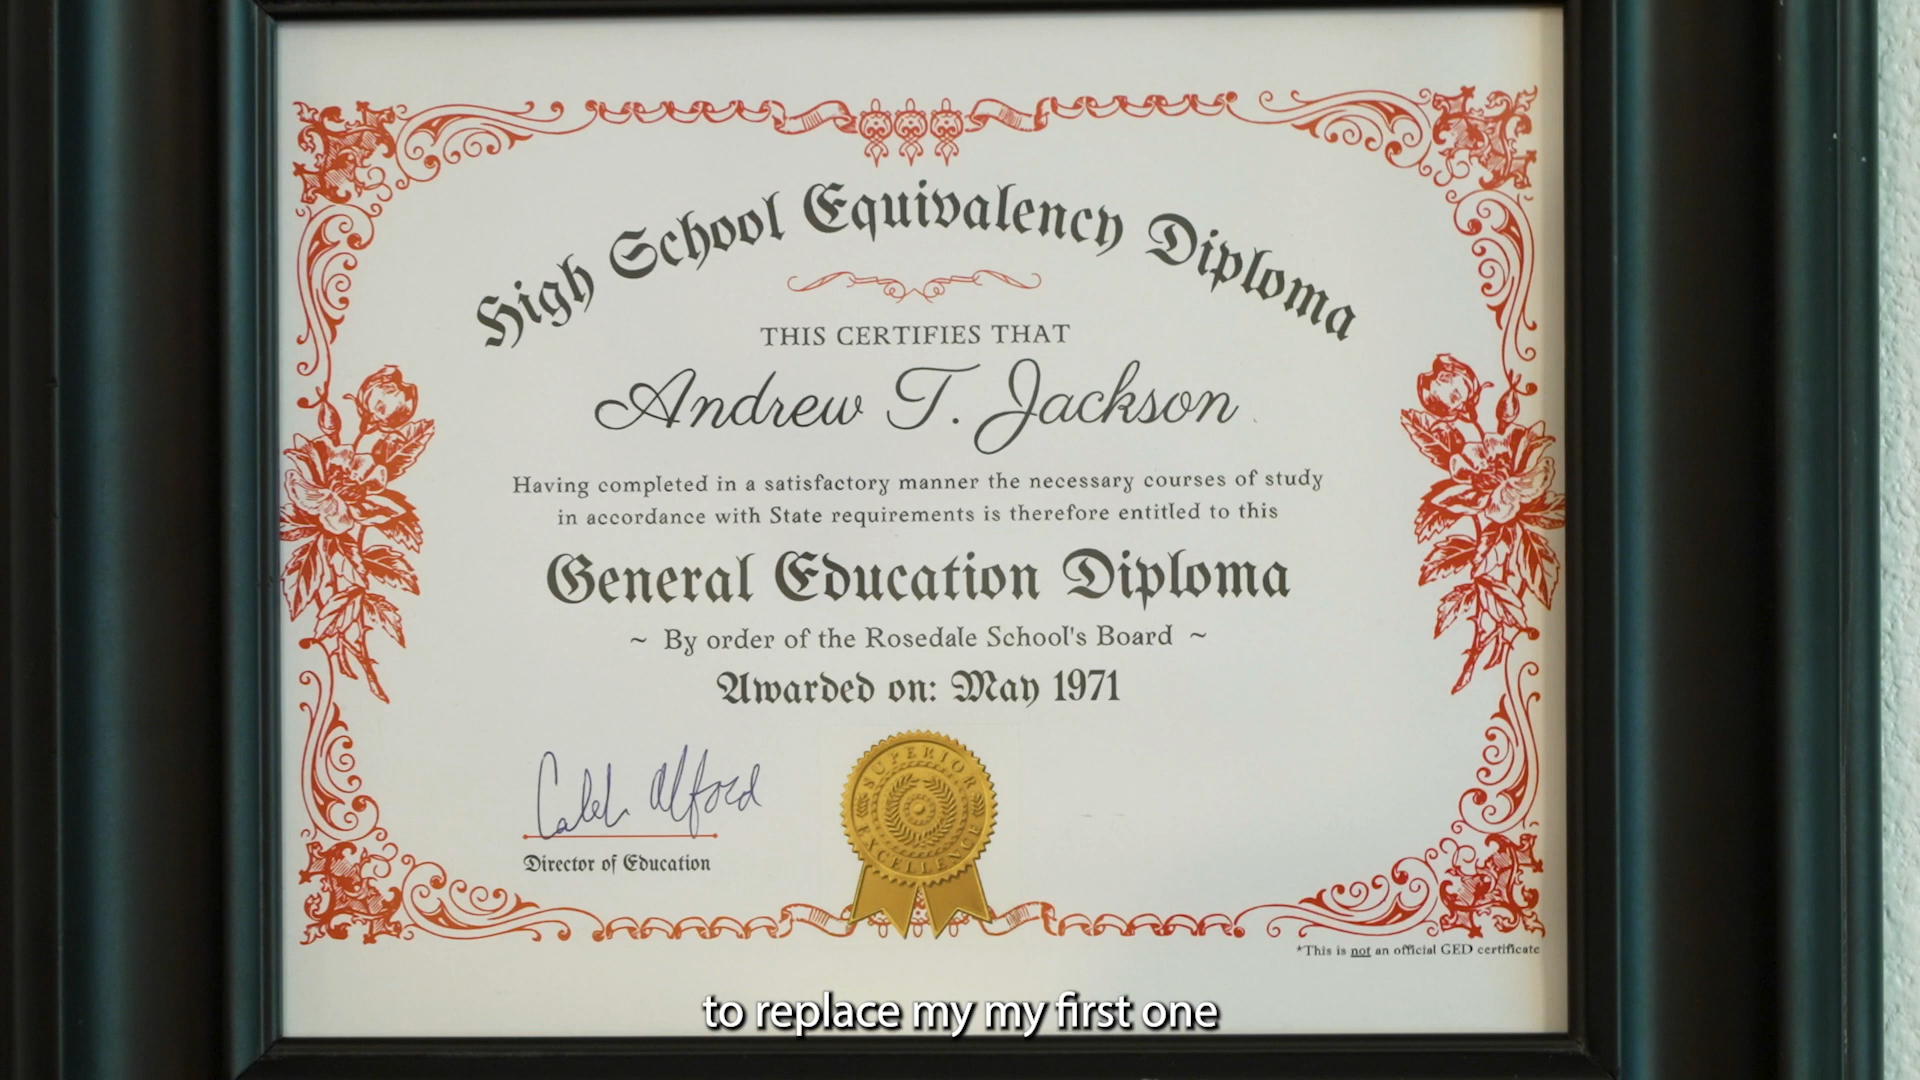 High School Equivalency Diploma
THIS CERTIFIES THAT
Andrew T. Jackson
Having completed in a satisfactory manner the necessary courses of study
in accordance with State requirements is therefore entitled to this
General Education Diploma
~ By order of the Rosedale School's Board ~
Awarded on: May 1971
Caleb Alford
Director of Education
SUPERIOR
EXCELLENCE
*This is not an official GED certificate
to replace my my first one